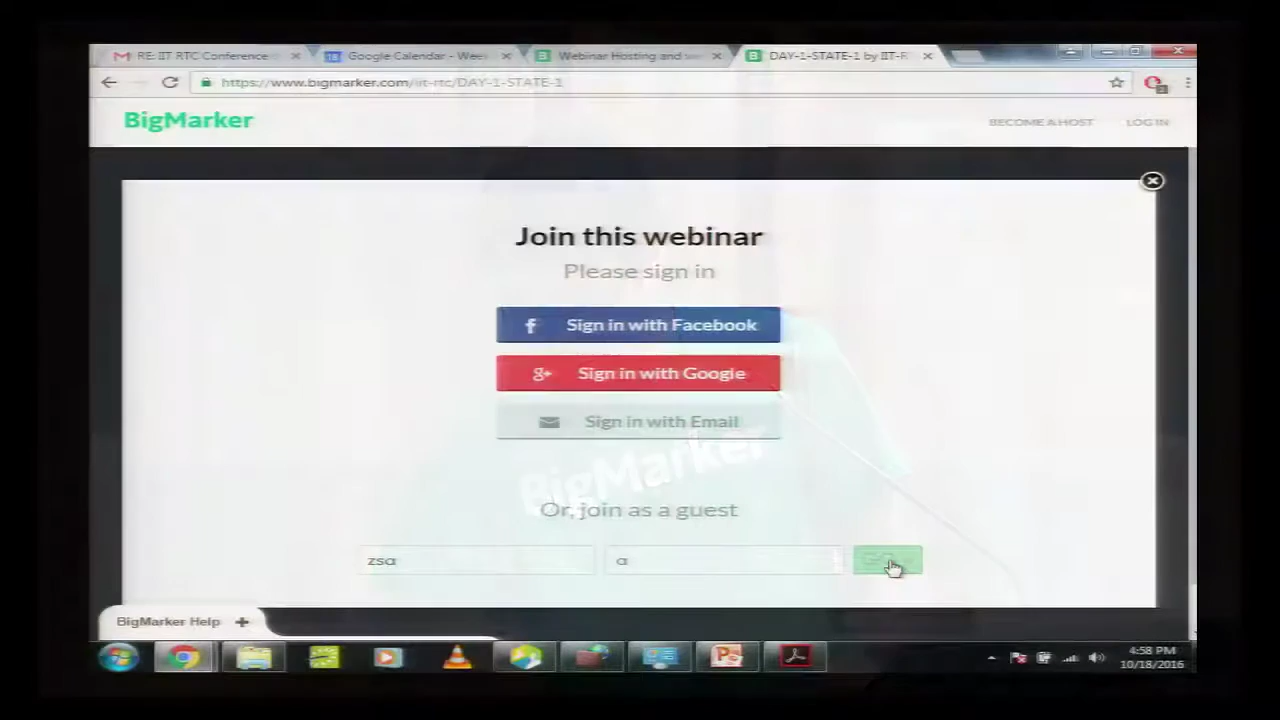 RE: IIT RTC Conference
Google Calendar - Week
Webinar Hosting and we
DAY-1-STATE-1 by IIT-R
https://www.bigmarker.com/iit-rtc/DAY-1-STATE-1
BigMarker
BECOME A HOST
LOG IN
Join this webinar
Please sign in
f Sign in with Facebook
g+ Sign in with Google
Sign in with Email
BigMarker
Or, join as a guest
zsa
a
BigMarker Help +
4:58 PM
10/18/2016